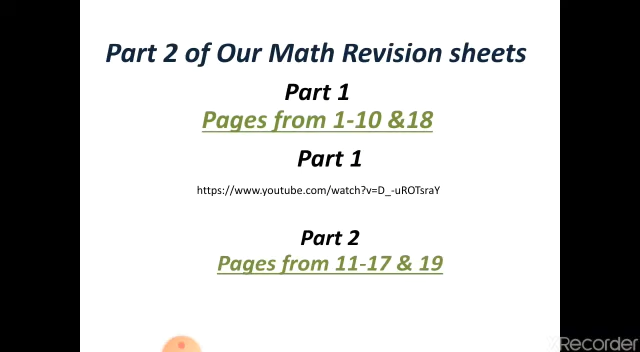 Part 2 of Our Math Revision sheets
Part 1
Pages from 1-10 &18
Part 1
https://www.youtube.com/watch?v=D_-uROTsraY
Part 2
Pages from 11-17 & 19
VRecorder